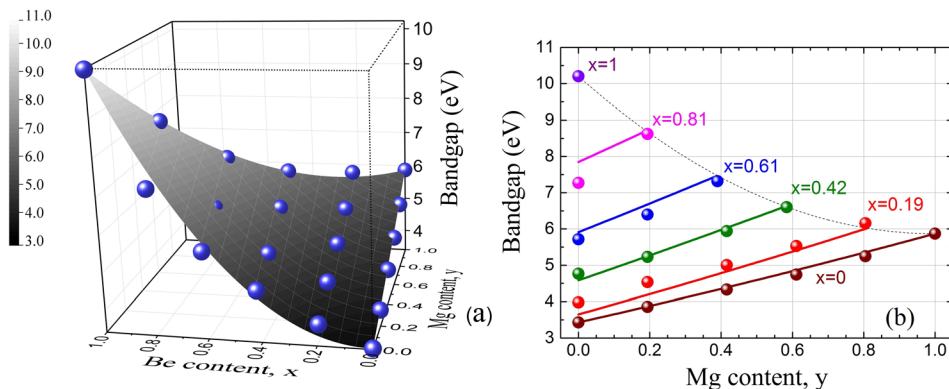 11.0
10.0
9.0
8.0
7.0
6.0
5.0
4.0
3.0
10
9
8
7
6
5
4
Bandgap (eV)
1.0
0.8
0.6
0.4
0.2
0.0
Mg content, y
1.0
0.8
0.6
0.4
0.2
0.0
Be content, x
(a)
11
10
9
8
7
6
5
4
3
Bandgap (eV)
x=1
x=0.81
x=0.61
x=0.42
x=0.19
x=0
(b)
0.0 0.2 0.4 0.6 0.8 1.0
Mg content, y